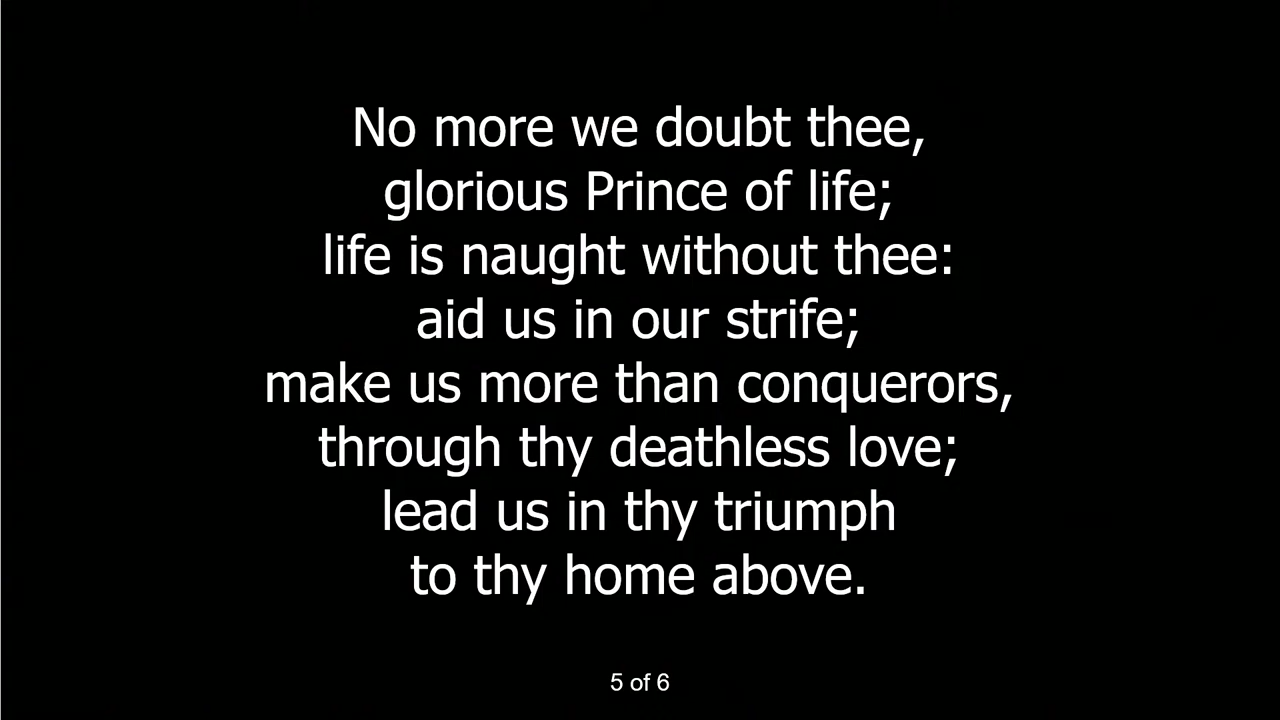 No more we doubt thee,
glorious Prince of life;
life is naught without thee:
aid us in our strife;
make us more than conquerors,
through thy deathless love;
lead us in thy triumph
to thy home above.
5 of 6